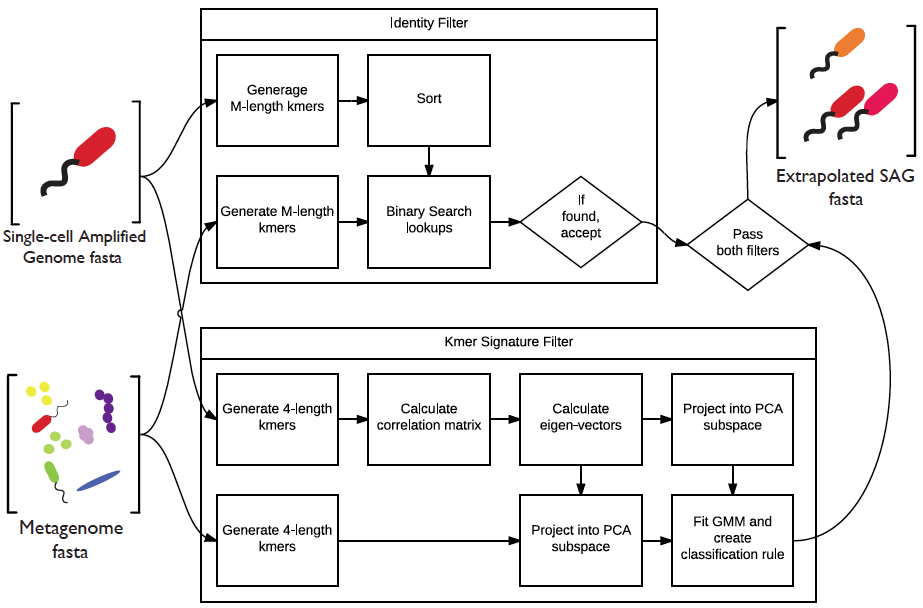 Identity Filter
Generage
M-length kmers
Sort
Generate M-length
kmers
Binary Search
lookups
If
found,
accept
Pass
both filters
Extrapolated SAG
fasta
Single-cell Amplified
Genome fasta
Kmer Signature Filter
Generate 4-length
kmers
Calculate
correlation matrix
Calculate
eigen-vectors
Project into PCA
subspace
Metagenome
fasta
Generate 4-length
kmers
Project into PCA
subspace
Fit GMM and
create
classification rule